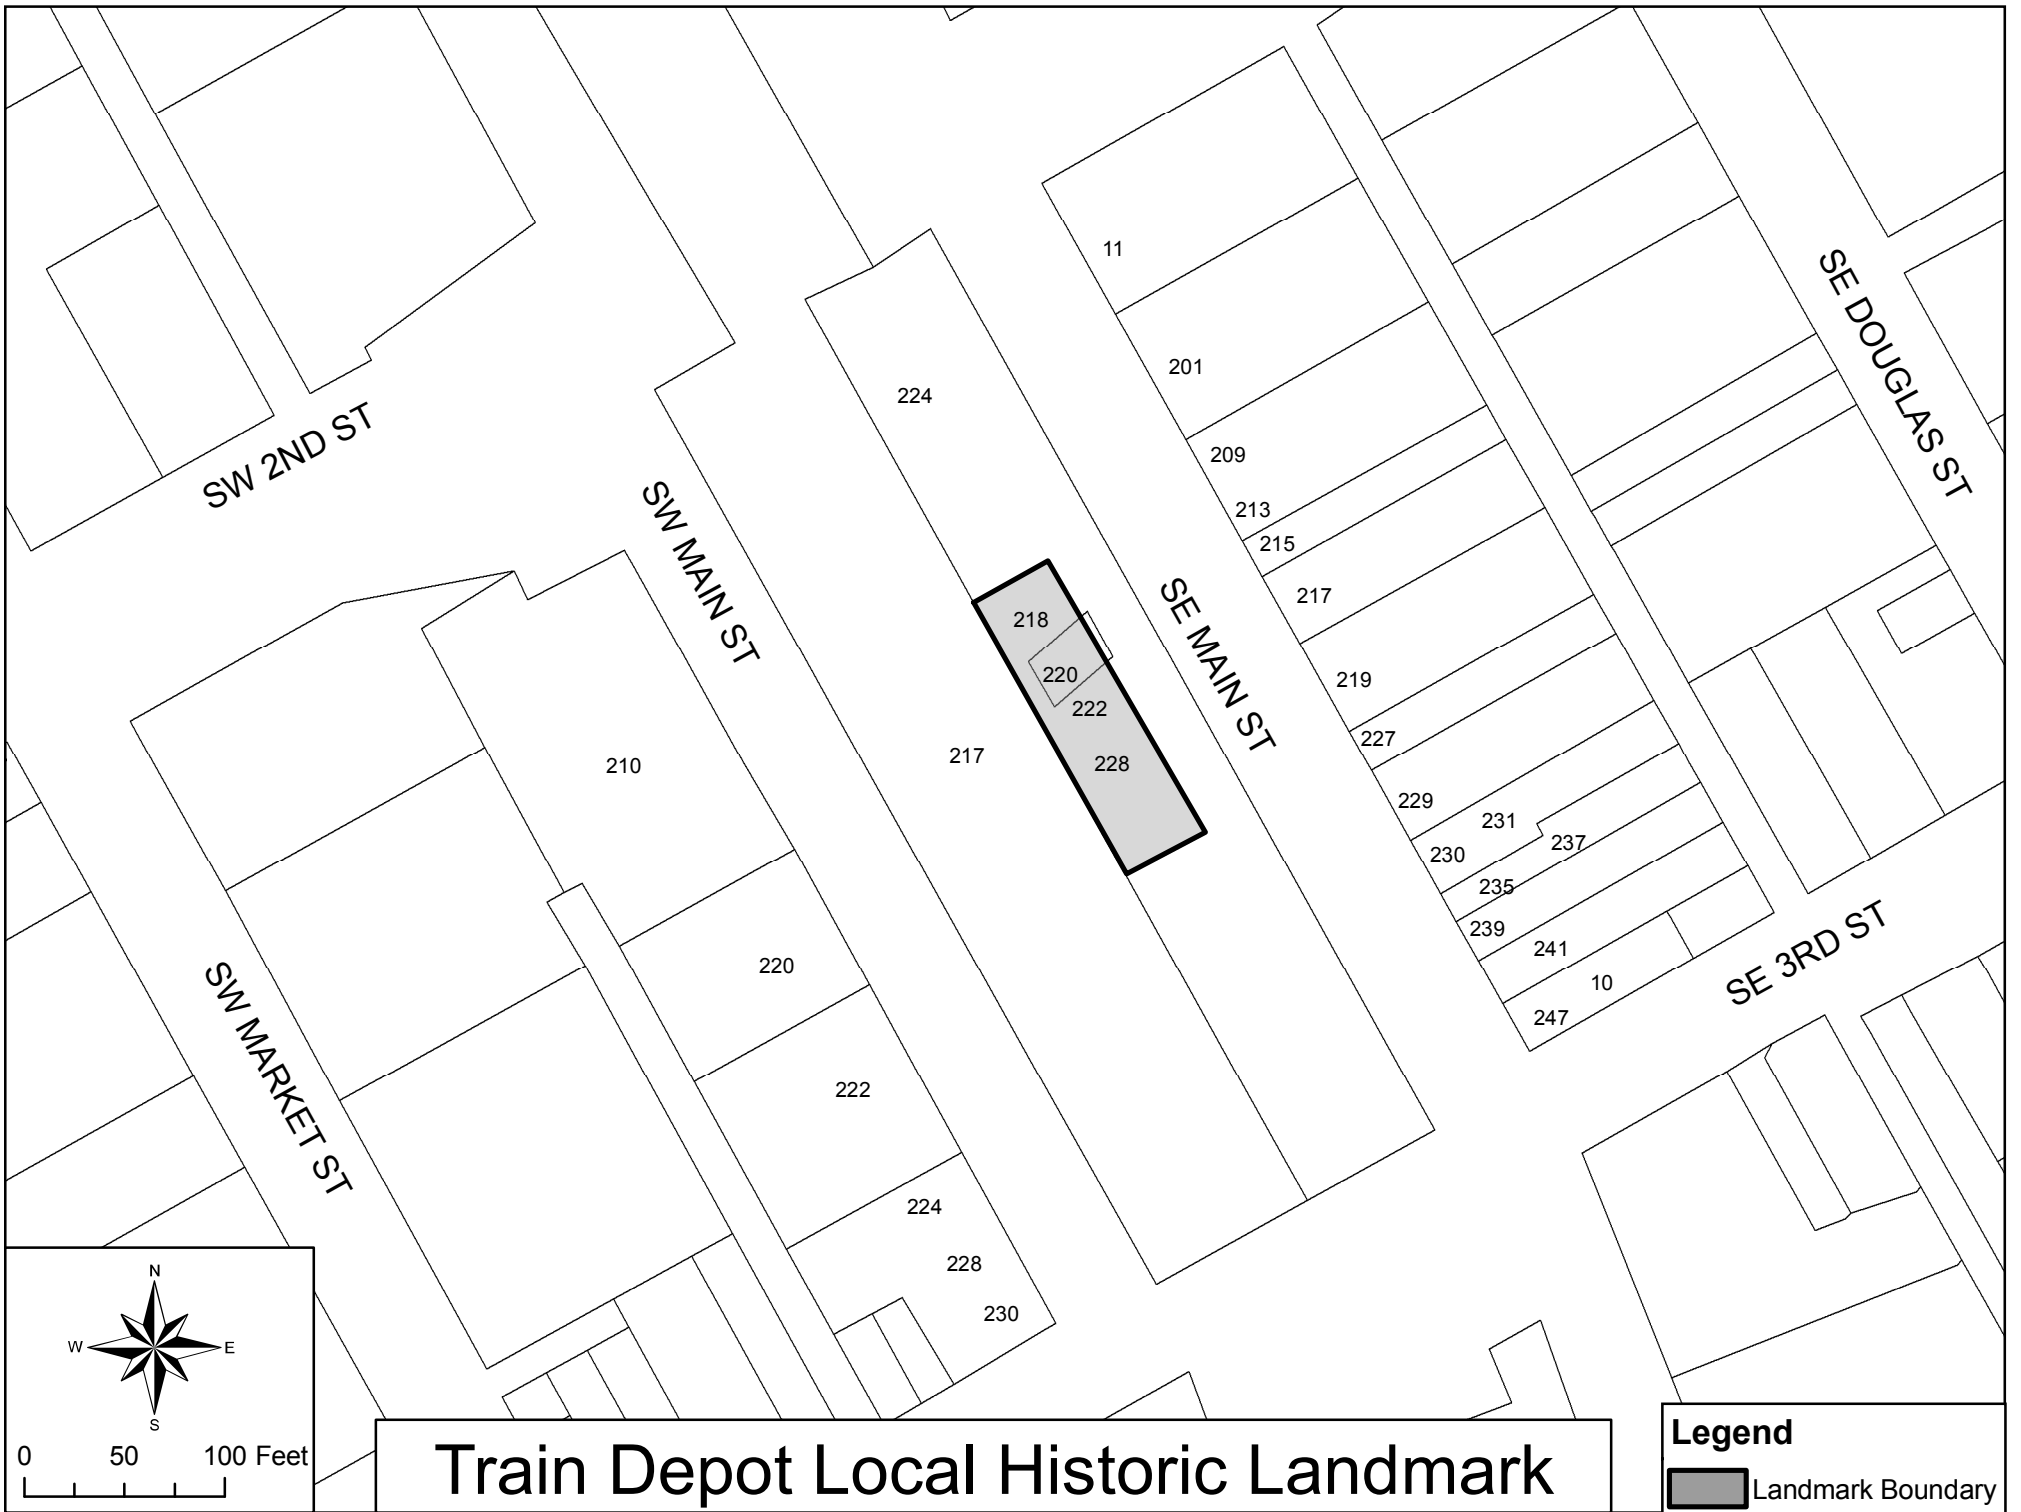 11
201
SE DOUGLAS ST
224
209
SW 2ND ST
213
215
SW MAIN ST
217
218
SE MAIN ST
220
219
222
227
217
228
210
229
231
237
230
235
239
220
241
SE 3RD ST
10
247
SW MARKET ST
222
224
228
230
N
W E
S
0 50 100 Feet
Train Depot Local Historic Landmark
Legend
Landmark Boundary